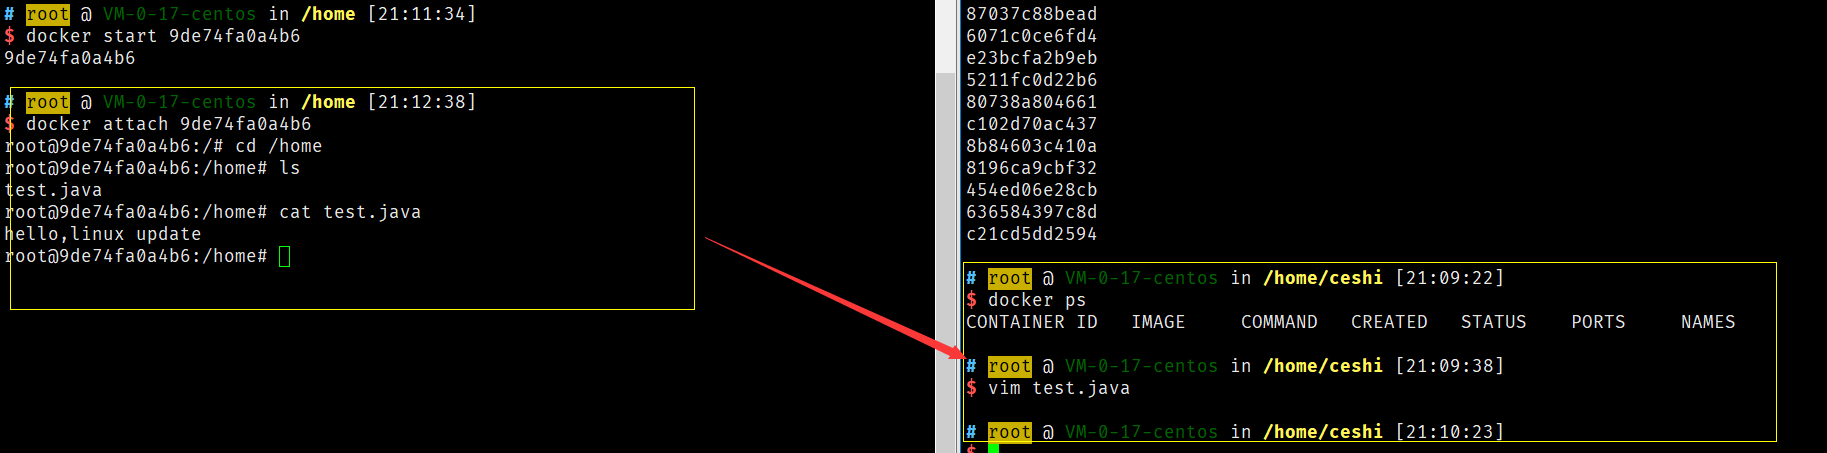 # root @ VM-0-17-centos in /home [21:11:34]
$ docker start 9de74fa0a4b6
9de74fa0a4b6
# root @ VM-0-17-centos in /home [21:12:38]
$ docker attach 9de74fa0a4b6
root@9de74fa0a4b6:/# cd /home
root@9de74fa0a4b6:/home# ls
test.java
root@9de74fa0a4b6:/home# cat test.java
hello,linux update
root@9de74fa0a4b6:/home#
87037c88bead
6071c0ce6fd4
e23bcfa2b9eb
5211fc0d22b6
80738a804661
c102d70ac437
8b84603c410a
8196ca9cbf32
454ed06e28cb
636584397c8d
c21cd5dd2594
# root @ VM-0-17-centos in /home/ceshi [21:09:22]
$ docker ps
CONTAINER ID IMAGE COMMAND CREATED STATUS PORTS NAMES
# root @ VM-0-17-centos in /home/ceshi [21:09:38]
$ vim test.java
# root @ VM-0-17-centos in /home/ceshi [21:10:23]
$